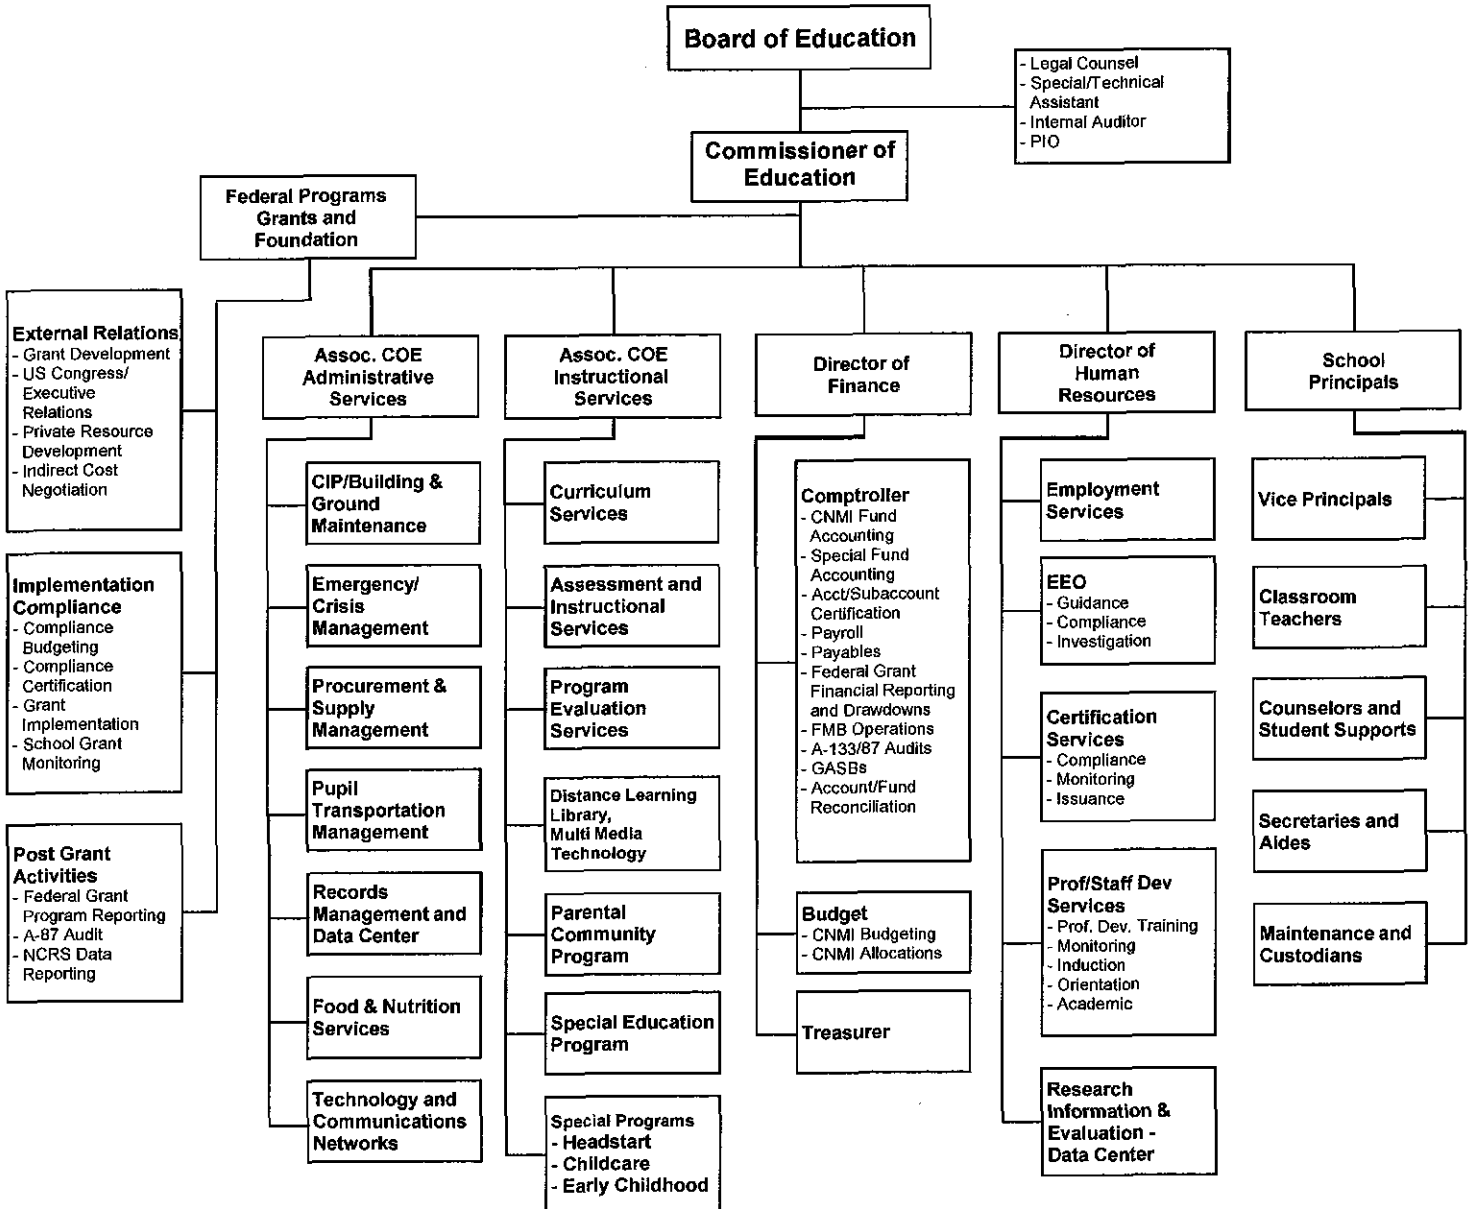 Board of Education
- Legal Counsel
- Special/Technical
Assistant
- Internal Auditor
- PIO
Commissioner of
Education
Federal Programs
Grants and
Foundation
External Relations
- Grant Development
- US Congress/
Executive
Relations
- Private Resource
Development
- Indirect Cost
Negotiation
Implementation
Compliance
- Compliance
Budgeting
- Compliance
Certification
- Grant
Implementation
- School Grant
Monitoring
Post Grant
Activities
- Federal Grant
Program Reporting
- A-87 Audit
- NCRS Data
Reporting
Assoc. COE
Administrative
Services
CIP/Building &
Ground
Maintenance
Emergency/
Crisis
Management
Procurement &
Supply
Management
Pupil
Transportation
Management
Records
Management and
Data Center
Food & Nutrition
Services
Technology and
Communications
Networks
Assoc. COE
Instructional
Services
Curriculum
Services
Assessment and
Instructional
Services
Program
Evaluation
Services
Distance Learning
Library,
Multi Media
Technology
Parental
Community
Program
Special Education
Program
Special Programs
- Headstart
- Childcare
- Early Childhood
Director of
Finance
Comptroller
- CNMI Fund
Accounting
- Special Fund
Accounting
- Acct/Subaccount
Certification
- Payroll
- Payables
- Federal Grant
Financial Reporting
and Drawdowns
- FMB Operations
- A-133/87 Audits
- GASBs
- Account/Fund
Reconciliation
Budget
- CNMI Budgeting
- CNMI Allocations
Treasurer
Director of
Human
Resources
Employment
Services
EEO
- Guidance
- Compliance
- Investigation
Certification
Services
- Compliance
- Monitoring
- Issuance
Prof/Staff Dev
Services
- Prof. Dev. Training
- Monitoring
- Induction
- Orientation
- Academic
Research
Information &
Evaluation -
Data Center
School
Principals
Vice Principals
Classroom
Teachers
Counselors and
Student Supports
Secretaries and
Aides
Maintenance and
Custodians